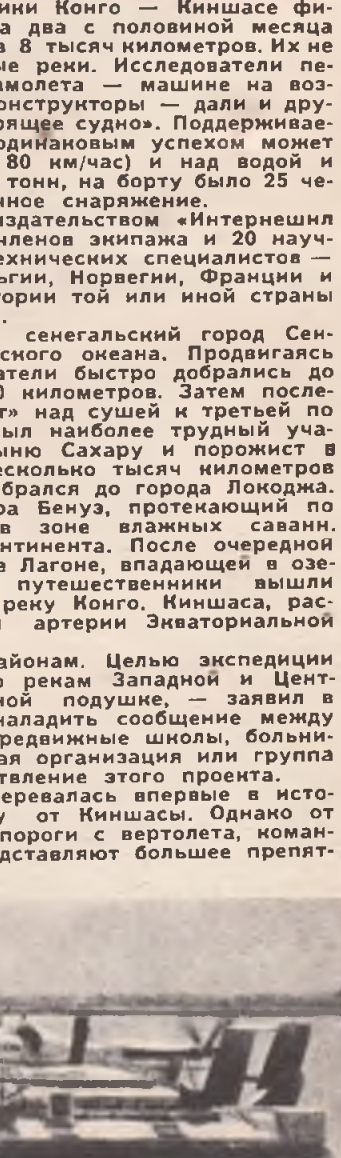 ики Конго — Киншасе фи-
а два с половиной месяца
в 8 тысяч километров. Их не
ые реки. Исследователи пе-
амолета — машине на воз-
онструкторы — дали и дру-
рящее судно». Поддерживае-
одинаковым успехом может
80 км/час) и над водой и
тонн, на борту было 25 че-
чное снаряжение.
издательством «Интернешнл
членов экипажа и 20 науч-
ехнических специалистов —
ьгии, Норвегии, Франции и
тории той или иной страны
.
сенегальский город Сен-
ского океана. Продвигаясь
атели быстро добрались до
0 километров. Затем после-
т» над сушей к третьей по
ыл наиболее трудный уча-
ыню Сахару и порожист в
есколько тысяч километров
брался до города Локоджа.
ра Бенуэ, протекающий по
в зоне влажных саванн.
нтинента. После очередной
в Лагоне, впадающей в озе-
путешественники вышли
реку Конго. Киншаса, рас-
й артерии Экваториальной
айонам. Целью экспедиции
о рекам Западной и Цент-
ной подушке, — заявил в
наладить сообщение между
редвижные школы, больни-
ая организация или группа
твление этого проекта.
еревалась впервые в исто-
у от Киншасы. Однако от
пороги с вертолета, коман-
дставляют большее препят-